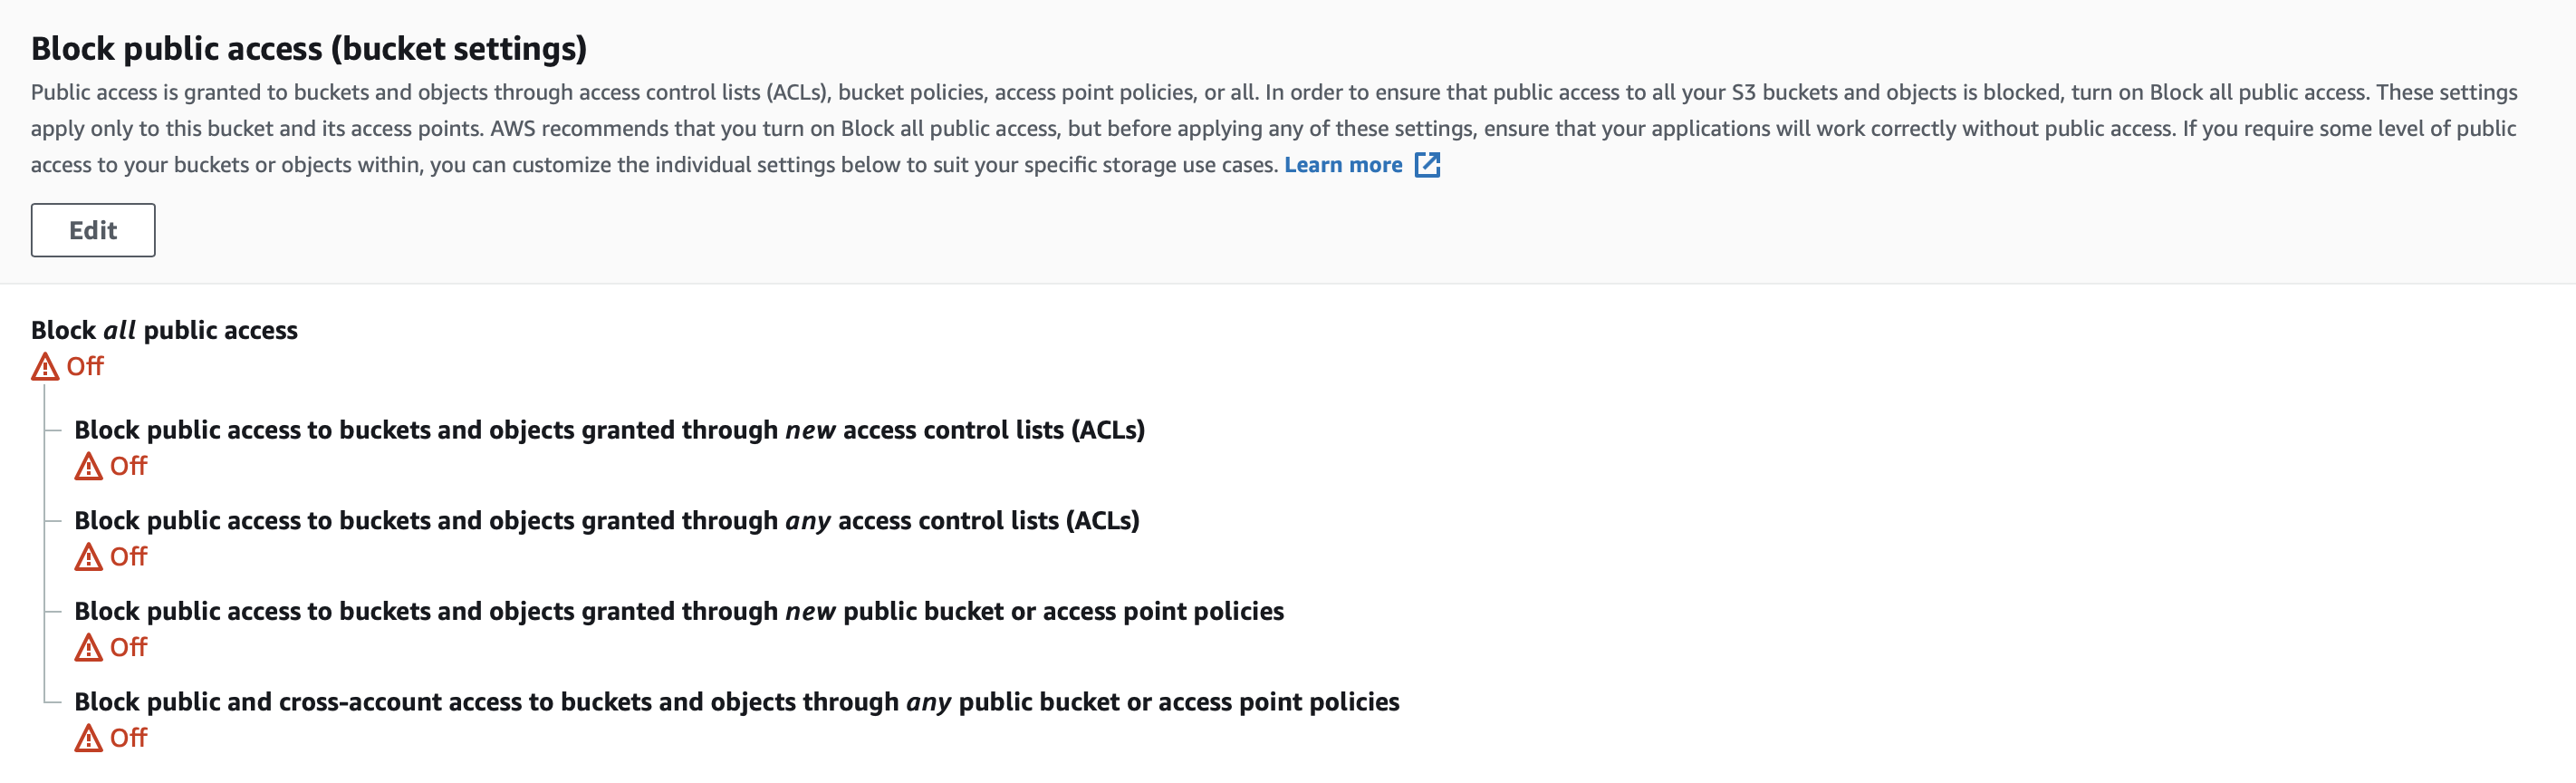 Block public access (bucket settings)
Public access is granted to buckets and objects through access control lists (ACLs), bucket policies, access point policies, or all. In order to ensure that public access to all your S3 buckets and objects is blocked, turn on Block all public access. These settings
apply only to this bucket and its access points. AWS recommends that you turn on Block all public access, but before applying any of these settings, ensure that your applications will work correctly without public access. If you require some level of public
access to your buckets or objects within, you can customize the individual settings below to suit your specific storage use cases. Learn more
Edit
Block all public access
Off
Block public access to buckets and objects granted through new access control lists (ACLs)
Off
Block public access to buckets and objects granted through any access control lists (ACLs)
Off
Block public access to buckets and objects granted through new public bucket or access point policies
Off
Block public and cross-account access to buckets and objects through any public bucket or access point policies
Off